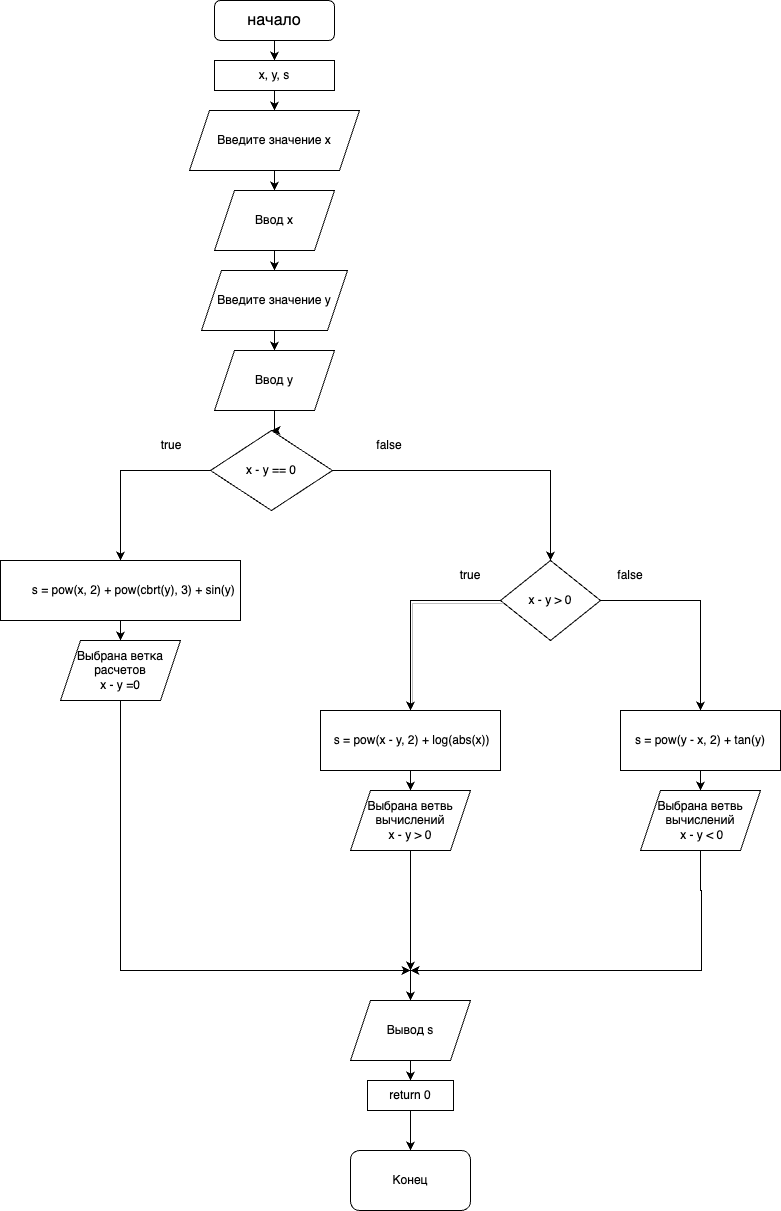 начало
x, y, s
Введите значение x
Ввод x
Введите значение y
Ввод y
true
false
x - y == 0
s = pow(x, 2) + pow(cbrt(y), 3) + sin(y)
Выбрана ветка
расчетов
x - y =0
true
false
x - y > 0
s = pow(x - y, 2) + log(abs(x))
s = pow(y - x, 2) + tan(y)
Выбрана ветвь
вычислений
x - y > 0
Выбрана ветвь
вычислений
x - y < 0
Вывод s
return 0
Конец